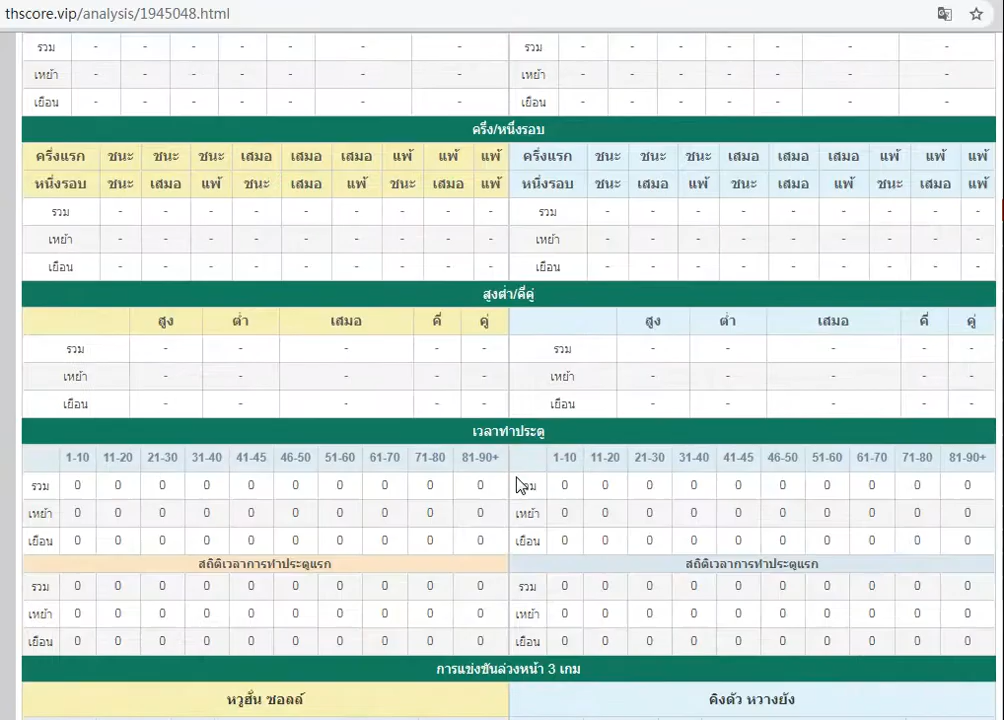 thscore.vip/analysis/1945048.html
รวม - - - - - - - รวม - - - - - - -
เหย้า - - - - - - - เหย้า - - - - - - -
เยือน - - - - - - - เยือน - - - - - - -
ครึ่ง/หนึ่งรอบ
ครึ่งแรก ชนะ ชนะ ชนะ เสมอ เสมอ เสมอ แพ้ แพ้ แพ้ ครึ่งแรก ชนะ ชนะ ชนะ เสมอ เสมอ เสมอ แพ้ แพ้ แพ้
หนึ่งรอบ ชนะ เสมอ แพ้ ชนะ เสมอ แพ้ ชนะ เสมอ แพ้ หนึ่งรอบ ชนะ เสมอ แพ้ ชนะ เสมอ แพ้ ชนะ เสมอ แพ้
รวม - - - - - - - - - รวม - - - - - - - - -
เหย้า - - - - - - - - - เหย้า - - - - - - - - -
เยือน - - - - - - - - - เยือน - - - - - - - - -
สูงต่ำ/คี่คู่
สูง ต่ำ เสมอ คี่ คู่ สูง ต่ำ เสมอ คี่ คู่
รวม - - - - - รวม - - - - -
เหย้า - - - - - เหย้า - - - - -
เยือน - - - - - เยือน - - - - -
เวลาทำประตู
1-10 11-20 21-30 31-40 41-45 46-50 51-60 61-70 71-80 81-90+ 1-10 11-20 21-30 31-40 41-45 46-50 51-60 61-70 71-80 81-90+
รวม 0 0 0 0 0 0 0 0 0 0 รวม 0 0 0 0 0 0 0 0 0 0
เหย้า 0 0 0 0 0 0 0 0 0 0 เหย้า 0 0 0 0 0 0 0 0 0 0
เยือน 0 0 0 0 0 0 0 0 0 0 เยือน 0 0 0 0 0 0 0 0 0 0
สถิติเวลาการทำประตูแรก สถิติเวลาการทำประตูแรก
รวม 0 0 0 0 0 0 0 0 0 0 รวม 0 0 0 0 0 0 0 0 0 0
เหย้า 0 0 0 0 0 0 0 0 0 0 เหย้า 0 0 0 0 0 0 0 0 0 0
เยือน 0 0 0 0 0 0 0 0 0 0 เยือน 0 0 0 0 0 0 0 0 0 0
การแข่งขันล่วงหน้า 3 เกม
หวูฮั่น ซอลล์ คิงตัว หวางยัง